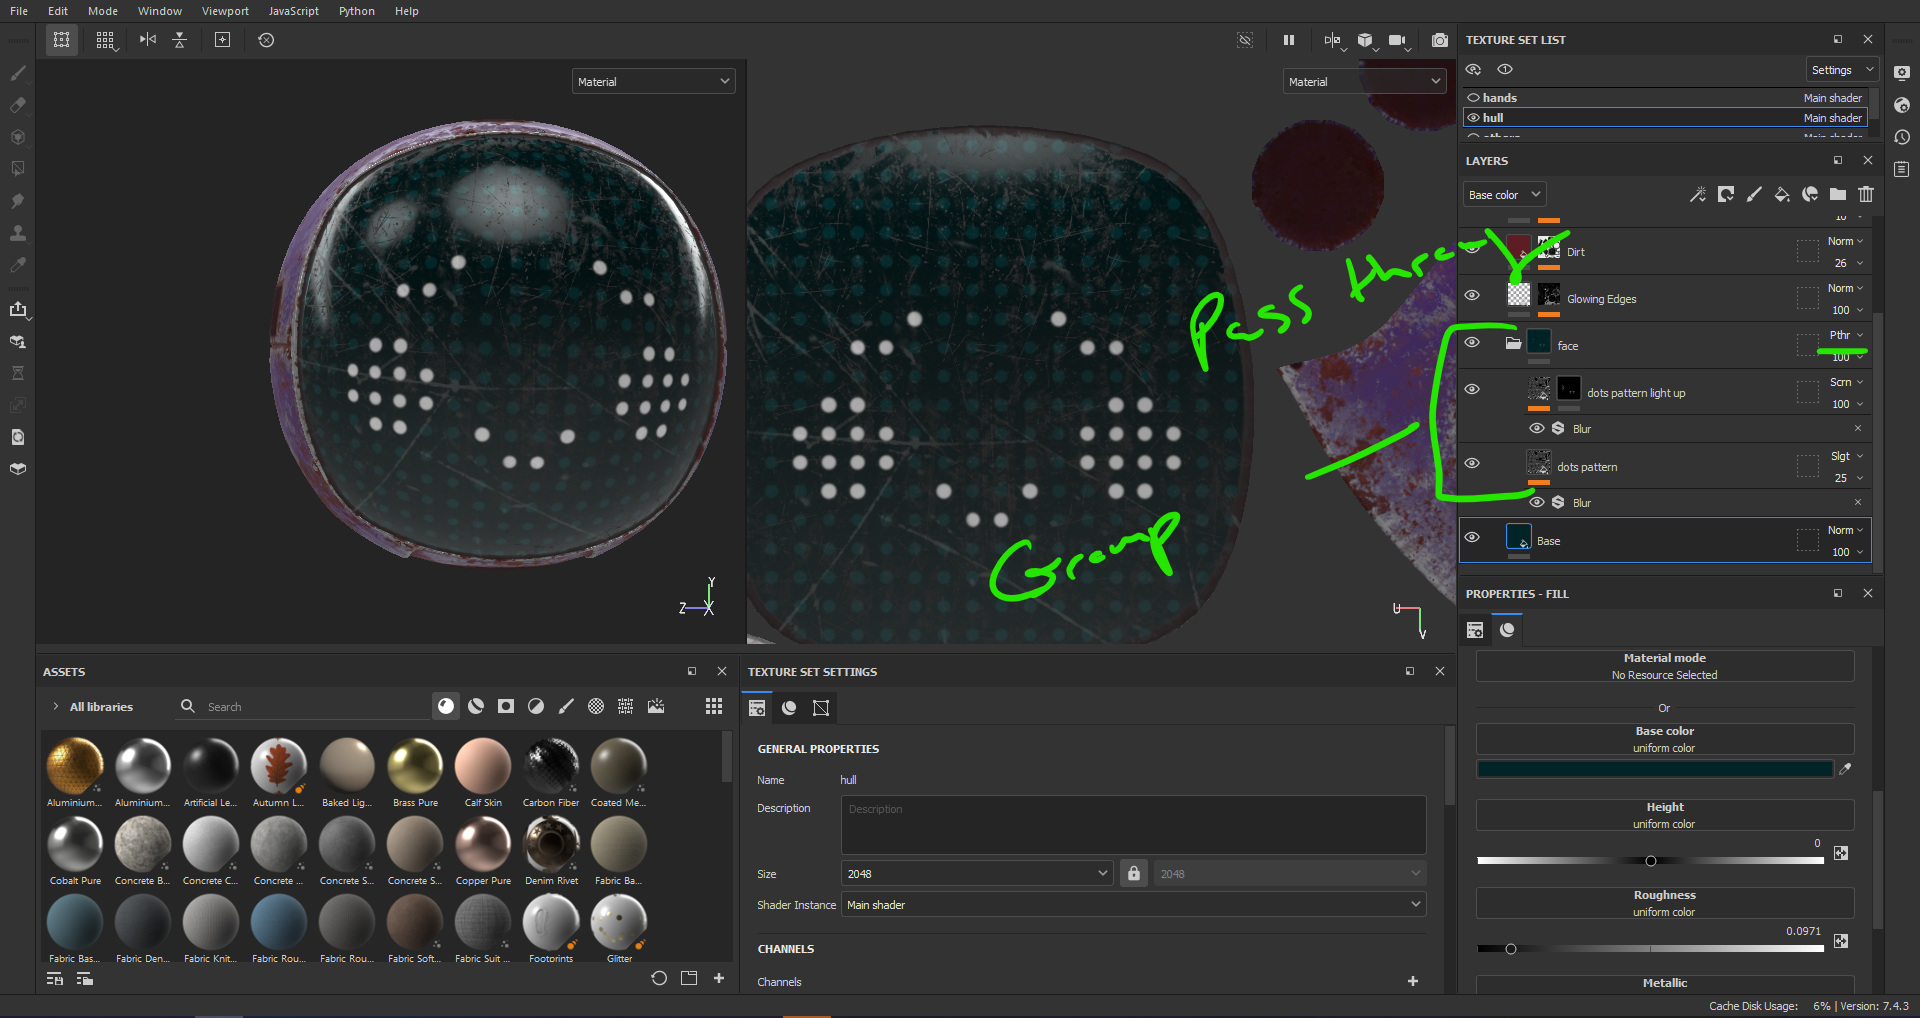 File Edit Mode Window Viewport JavaScript Python Help
Material
Material
TEXTURE SET LIST
Settings
hands Main shader
hull Main shader
LAYERS
Base color
10
Dirt Norm
26
Glowing Edges Norm
100
face Pthr
100
dots pattern light up Scrn
100
Blur
dots pattern Slgt
25
Blur
Base Norm
100
Pass thro
Group
Y
Z X
U
V
PROPERTIES - FILL
Material mode
No Resource Selected
Or
Base color
uniform color
Height
uniform color
0
Roughness
uniform color
0.0971
Metallic
ASSETS
All libraries
Search
Aluminium... Aluminium... Artificial Le... Autumn L... Baked Lig... Brass Pure Calf Skin Carbon Fiber Coated Me...
Cobalt Pure Concrete B... Concrete C... Concrete ... Concrete S... Concrete S... Copper Pure Denim Rivet Fabric Ba...
Fabric Bas... Fabric Den... Fabric Knit... Fabric Rou... Fabric Rou... Fabric Soft... Fabric Suit ... Footprints Glitter
TEXTURE SET SETTINGS
GENERAL PROPERTIES
Name hull
Description Description
Size 2048 2048
Shader Instance Main shader
CHANNELS
Channels
Cache Disk Usage: 6% | Version: 7.4.3